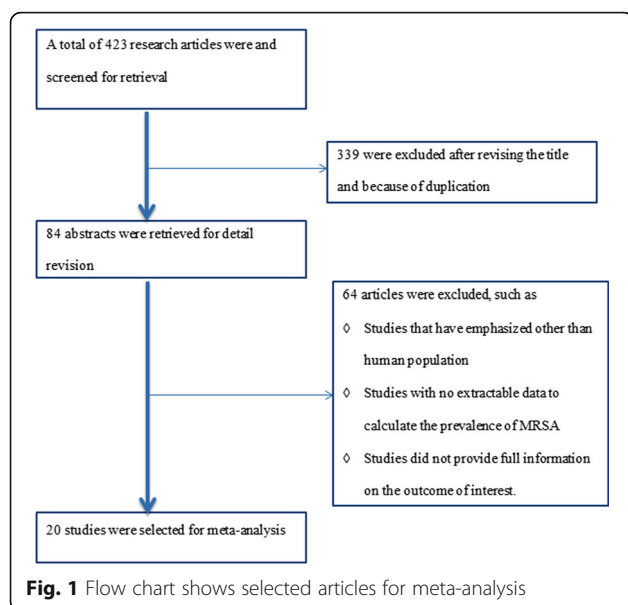 A total of 423 research articles were and
screened for retrieval
339 were excluded after revising the title
and because of duplication
84 abstracts were retrieved for detail
revision
64 articles were excluded, such as
◊ Studies that have emphasized other than
human population
◊ Studies with no extractable data to
calculate the prevalence of MRSA
◊ Studies did not provide full information
on the outcome of interest.
20 studies were selected for meta-analysis
Fig. 1 Flow chart shows selected articles for meta-analysis